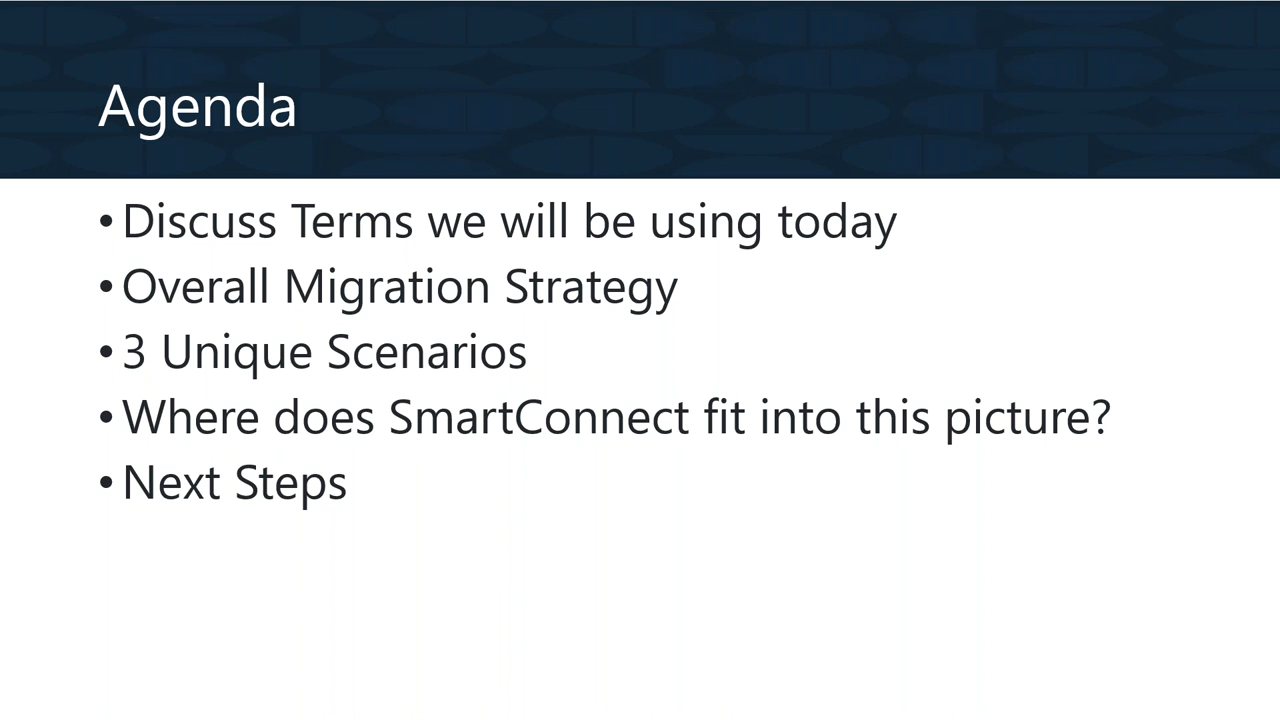 Agenda
• Discuss Terms we will be using today
• Overall Migration Strategy
• 3 Unique Scenarios
• Where does SmartConnect fit into this picture?
• Next Steps